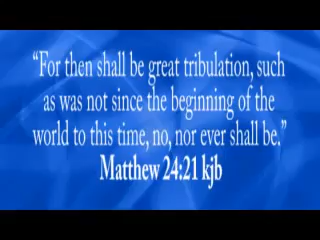 “For then shall be great tribulation, such
as was not since the beginning of the
world to this time, no, nor ever shall be.”
Matthew 24:21 kjb